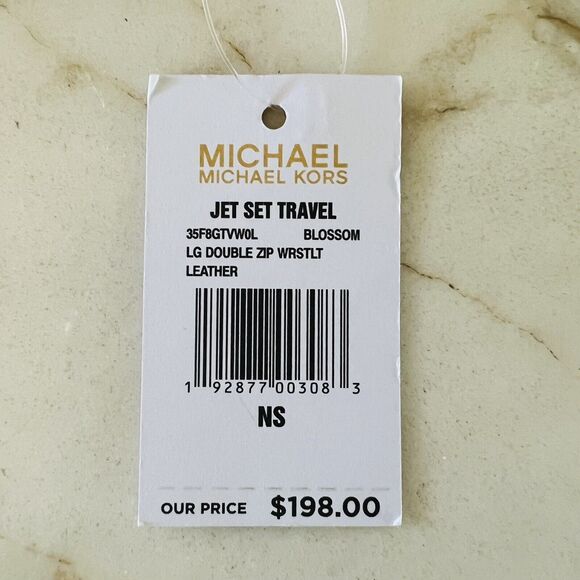 MICHAEL
MICHAEL KORS
JET SET TRAVEL
35F8GTVW0L BLOSSOM
LG DOUBLE ZIP WRSTLT
LEATHER
1 92877 00308 3
NS
OUR PRICE $198.00